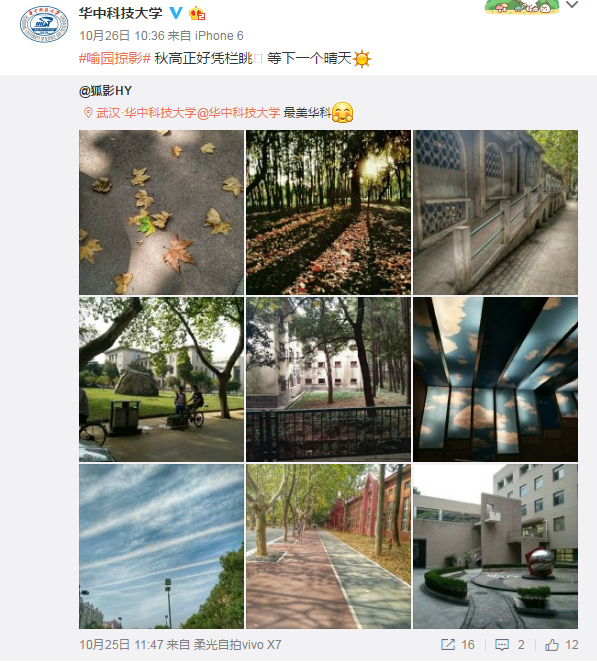 华中科技大学
10月26日 10:36 来自 iPhone 6
#喻园掠影# 秋高正好凭栏眺 等下一个晴天
@狐影HY
武汉·华中科技大学@华中科技大学 最美华科
10月25日 11:47 来自 柔光自拍vivo X7
16
2
12